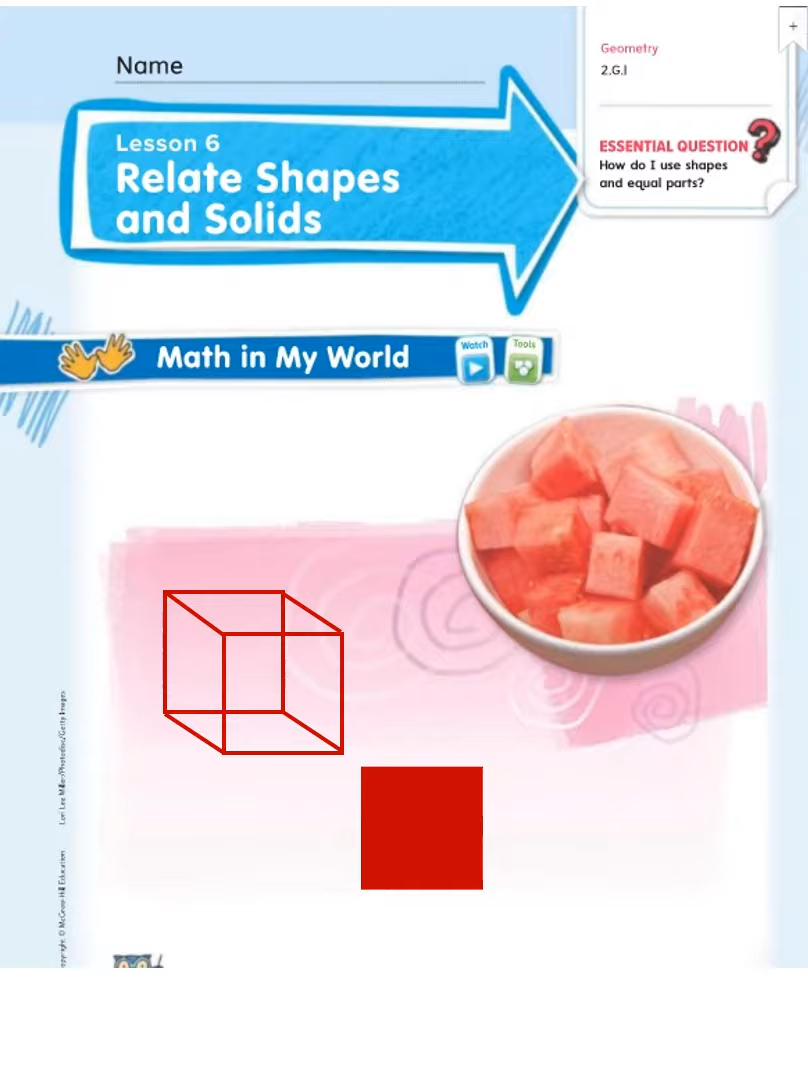 Name
Geometry
2.G.1
ESSENTIAL QUESTION
How do I use shapes
and equal parts?
Lesson 6
Relate Shapes
and Solids
Math in My World
Watch
Tools
Lori Lee Miller/Photodisc/Getty Images
© McGraw-Hill Education